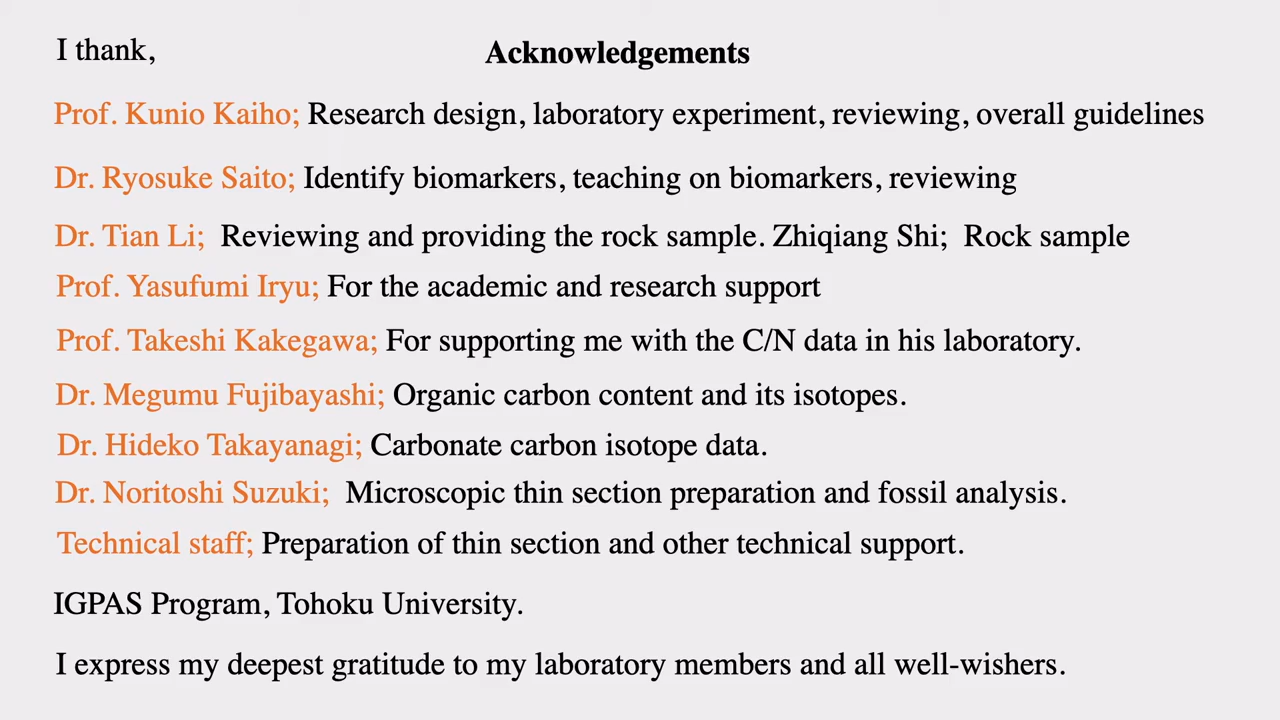 I thank,
Acknowledgements
Prof. Kunio Kaiho; Research design, laboratory experiment, reviewing, overall guidelines
Dr. Ryosuke Saito; Identify biomarkers, teaching on biomarkers, reviewing
Dr. Tian Li;  Reviewing and providing the rock sample. Zhiqiang Shi;  Rock sample
Prof. Yasufumi Iryu; For the academic and research support
Prof. Takeshi Kakegawa; For supporting me with the C/N data in his laboratory.
Dr. Megumu Fujibayashi; Organic carbon content and its isotopes.
Dr. Hideko Takayanagi; Carbonate carbon isotope data.
Dr. Noritoshi Suzuki;  Microscopic thin section preparation and fossil analysis.
Technical staff; Preparation of thin section and other technical support.
IGPAS Program, Tohoku University.
I express my deepest gratitude to my laboratory members and all well-wishers.